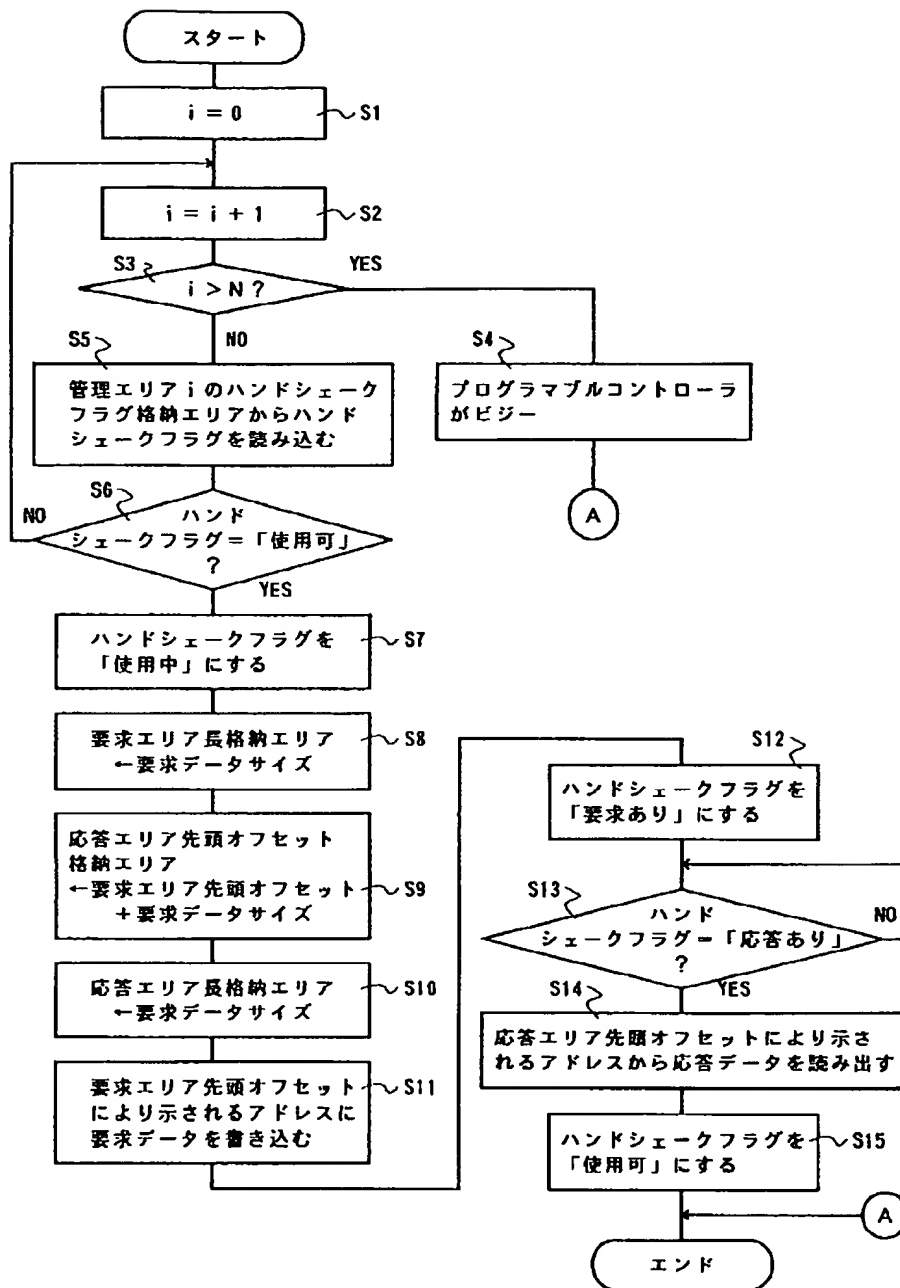 スタート
i = 0
S1
i = i + 1
S2
S3
i > N ?
YES
NO
S5
管理エリアiのハンドシェーク
フラグ格納エリアからハンド
シェークフラグを読み込む
S4
プログラマブルコントローラ
がビジー
A
S6
NO
ハンド
シェークフラグ=「使用可」
?
YES
ハンドシェークフラグを
「使用中」にする
S7
要求エリア長格納エリア
←要求データサイズ
S8
応答エリア先頭オフセット
格納エリア
←要求エリア先頭オフセット
+要求データサイズ
S9
応答エリア長格納エリア
←要求データサイズ
S10
要求エリア先頭オフセット
により示されるアドレスに
要求データを書き込む
S11
S12
ハンドシェークフラグを
「要求あり」にする
S13
ハンド
シェークフラグ=「応答あり」
?
NO
YES
S14
応答エリア先頭オフセットにより示さ
れるアドレスから応答データを読み出す
ハンドシェークフラグを
「使用可」にする
S15
A
エンド